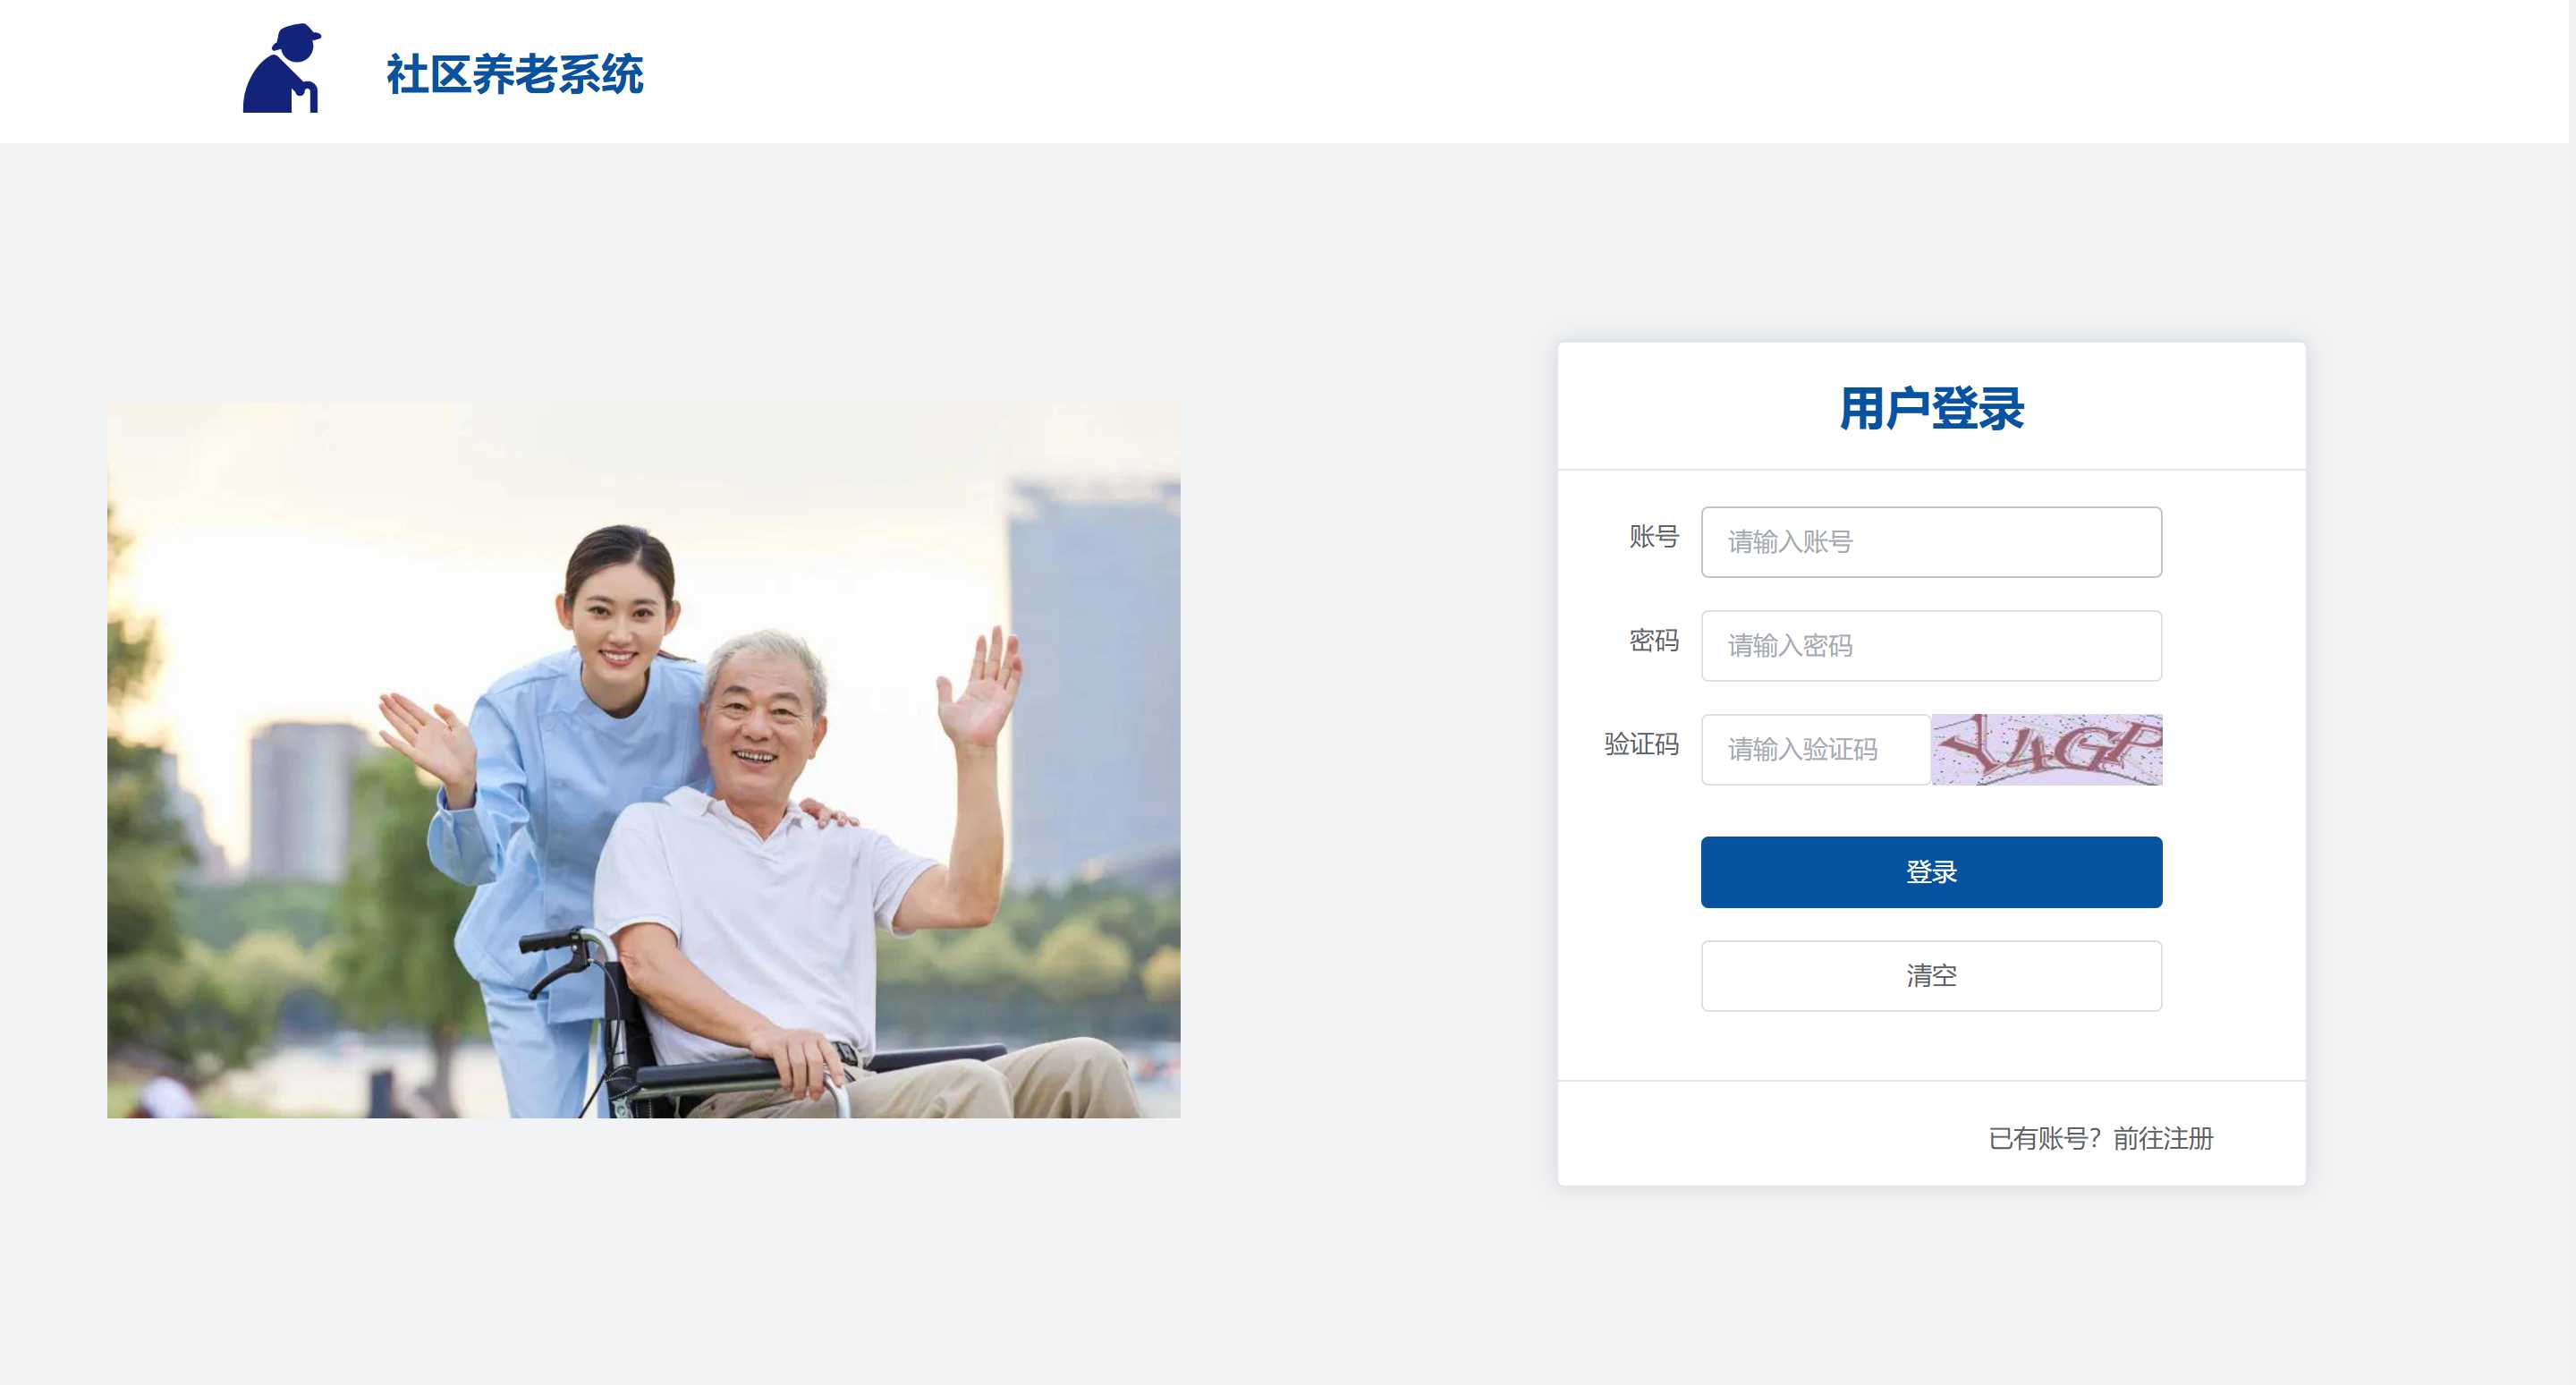 社区养老系统
用户登录
账号 请输入账号
密码 请输入密码
验证码 请输入验证码 Y4GP
登录
清空
已有账号？前往注册